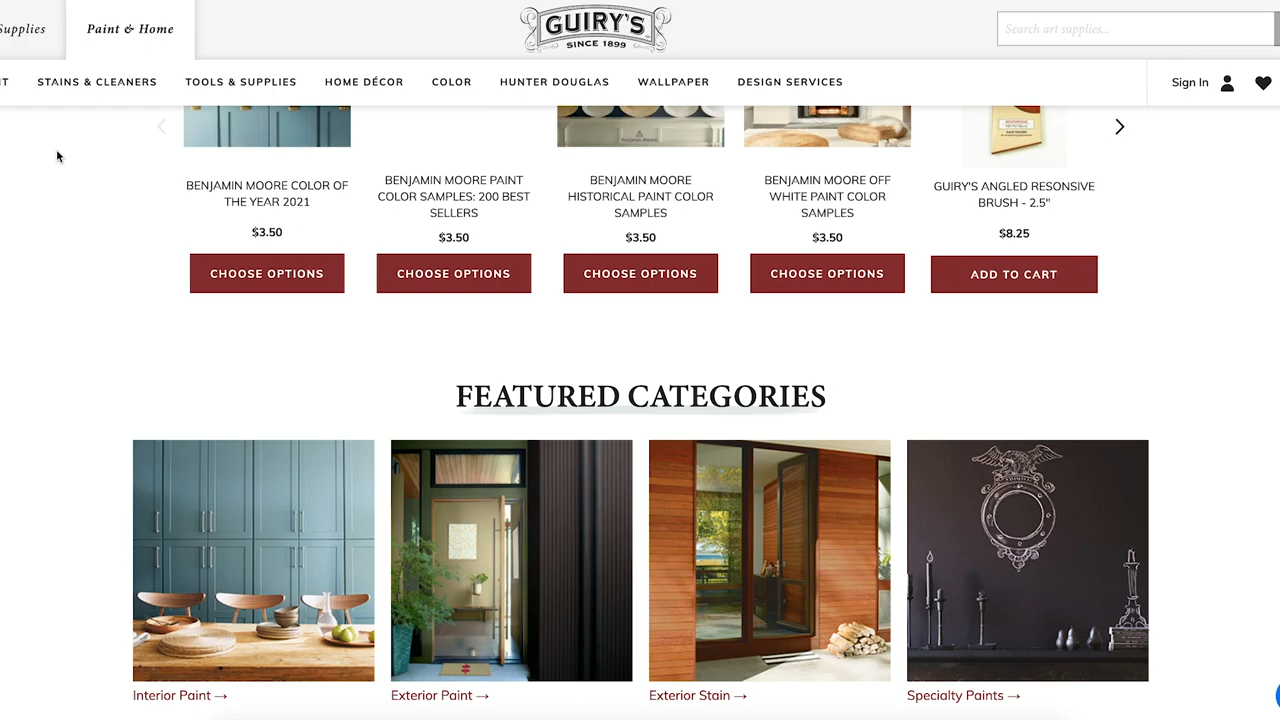 Supplies
Paint & Home
GUIRY'S
SINCE 1899
Search art supplies...
STAINS & CLEANERS
TOOLS & SUPPLIES
HOME DÉCOR
COLOR
HUNTER DOUGLAS
WALLPAPER
DESIGN SERVICES
Sign In
BENJAMIN MOORE COLOR OF
THE YEAR 2021
$3.50
CHOOSE OPTIONS
BENJAMIN MOORE PAINT
COLOR SAMPLES: 200 BEST
SELLERS
$3.50
CHOOSE OPTIONS
BENJAMIN MOORE
HISTORICAL PAINT COLOR
SAMPLES
$3.50
CHOOSE OPTIONS
BENJAMIN MOORE OFF
WHITE PAINT COLOR
SAMPLES
$3.50
CHOOSE OPTIONS
GUIRY'S ANGLED RESONSIVE
BRUSH - 2.5"
$8.25
ADD TO CART
FEATURED CATEGORIES
Interior Paint →
Exterior Paint →
Exterior Stain →
Specialty Paints →